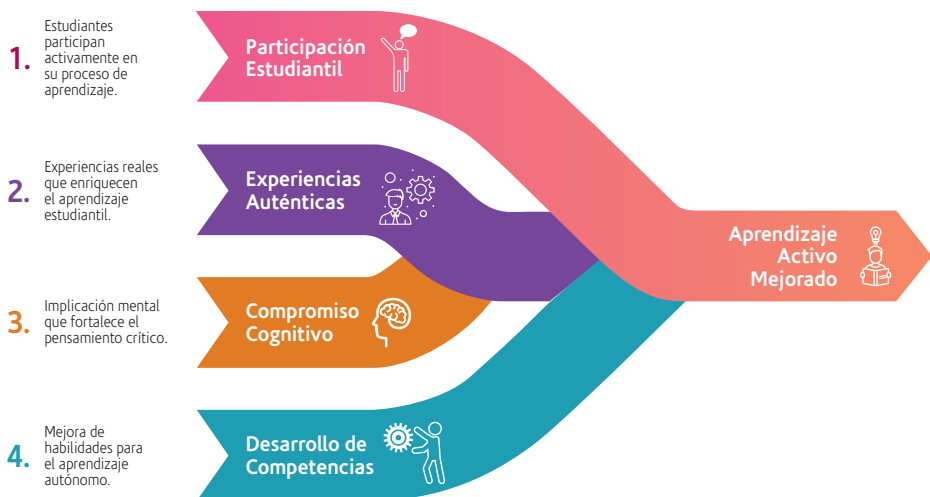 1.
Estudiantes
participan
activamente en
su proceso de
aprendizaje.
Participación
Estudiantil
2.
Experiencias reales
que enriquecen
el aprendizaje
estudiantil.
Experiencias
Auténticas
3.
Implicación mental
que fortalece el
pensamiento crítico.
Compromiso
Cognitivo
4.
Mejora de
habilidades para
el aprendizaje
autónomo.
Desarrollo de
Competencias
Aprendizaje
Activo
Mejorado